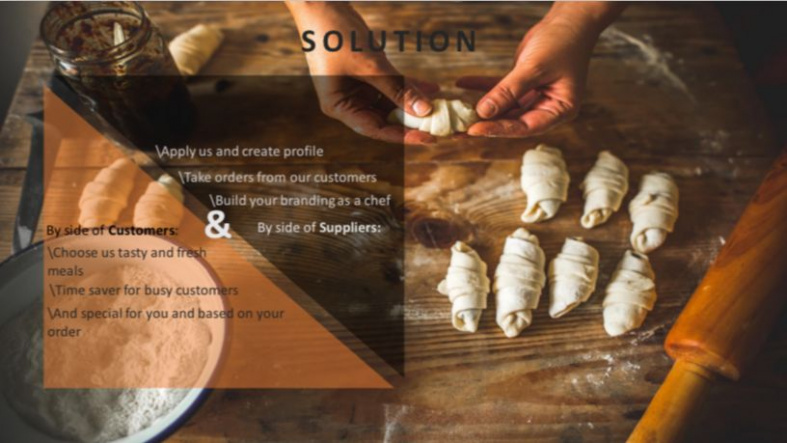 SOLUTION
\Apply us and create profile
\Take orders from our customers
\Build your branding as a chef
By side of Suppliers:
&
By side of Customers:
\Choose us tasty and fresh
meals
\Time saver for busy customers
\And special for you and based on your
order